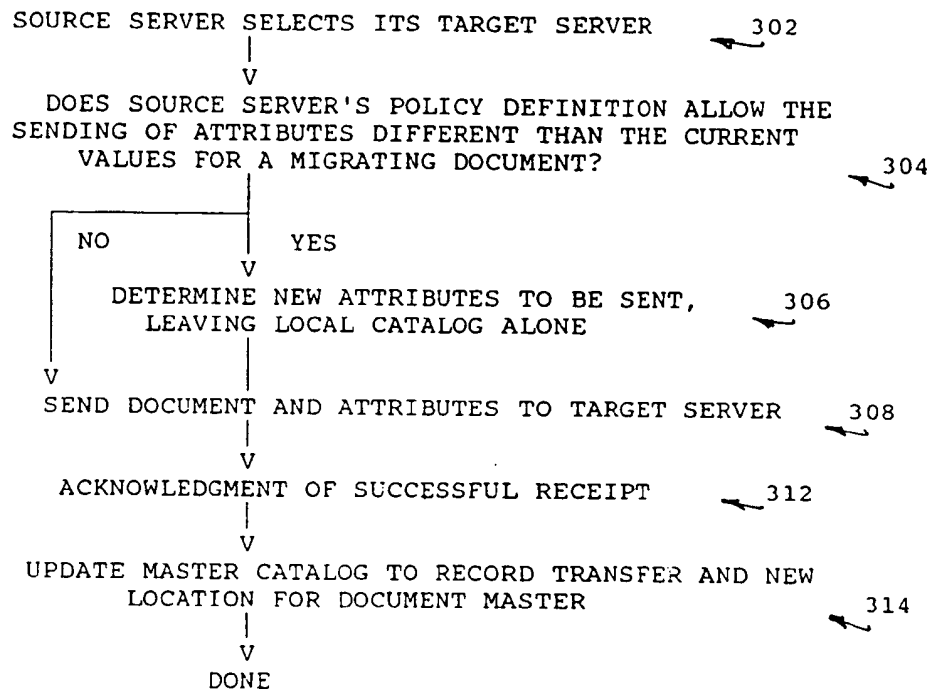 SOURCE SERVER SELECTS ITS TARGET SERVER 302
V
DOES SOURCE SERVER'S POLICY DEFINITION ALLOW THE
SENDING OF ATTRIBUTES DIFFERENT THAN THE CURRENT
VALUES FOR A MIGRATING DOCUMENT? 304
NO YES
V
DETERMINE NEW ATTRIBUTES TO BE SENT, 306
LEAVING LOCAL CATALOG ALONE
V
SEND DOCUMENT AND ATTRIBUTES TO TARGET SERVER 308
V
ACKNOWLEDGMENT OF SUCCESSFUL RECEIPT 312
V
UPDATE MASTER CATALOG TO RECORD TRANSFER AND NEW
LOCATION FOR DOCUMENT MASTER 314
V
DONE